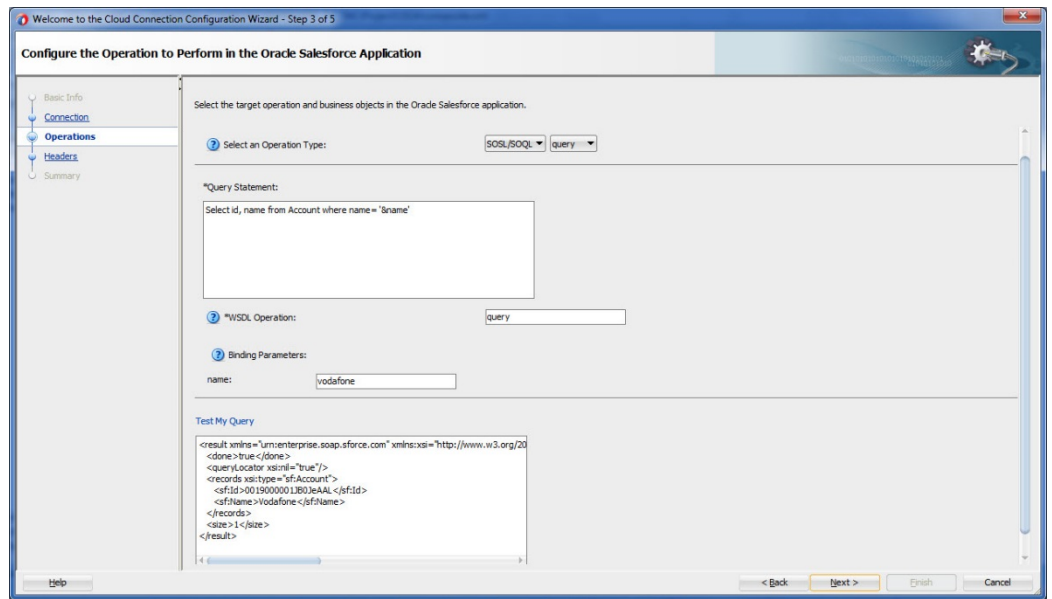 Welcome to the Cloud Connection Configuration Wizard - Step 3 of 5
Configure the Operation to Perform in the Oracle Salesforce Application
Basic Info
Connection
Operations
Headers
Summary
Select the target operation and business objects in the Oracle Salesforce application.
Select an Operation Type: SOSL/SOQL query
*Query Statement:
Select id, name from Account where name= '&name'
*WSDL Operation: query
Binding Parameters:
name: vodafone
Test My Query
<result xmlns="urn:enterprise.soap.sforce.com" xmlns:xsi="http://www.w3.org/20
<done>true</done>
<queryLocator xsi:nil="true"/>
<records xsi:type="sf:Account">
<sf:Id>0019000001JB0JeAAL</sf:Id>
<sf:Name>Vodafone</sf:Name>
</records>
<size>1</size>
</result>
Help < Back Next > Finish Cancel